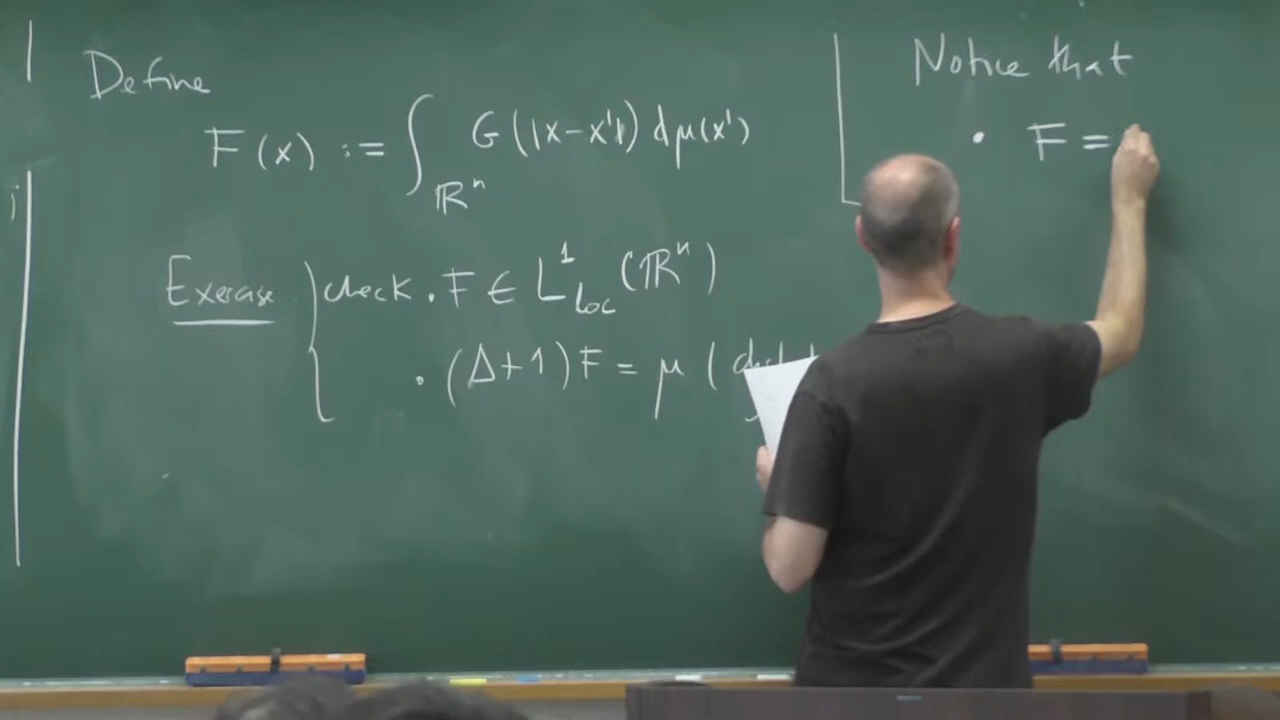 Define
F(x) := ∫_{ℝⁿ} G(|x-x'|) dμ(x')
Exercise { check . F ∈ L¹_loc (ℝⁿ)
. (Δ+1)F = μ (
Notice that
• F =